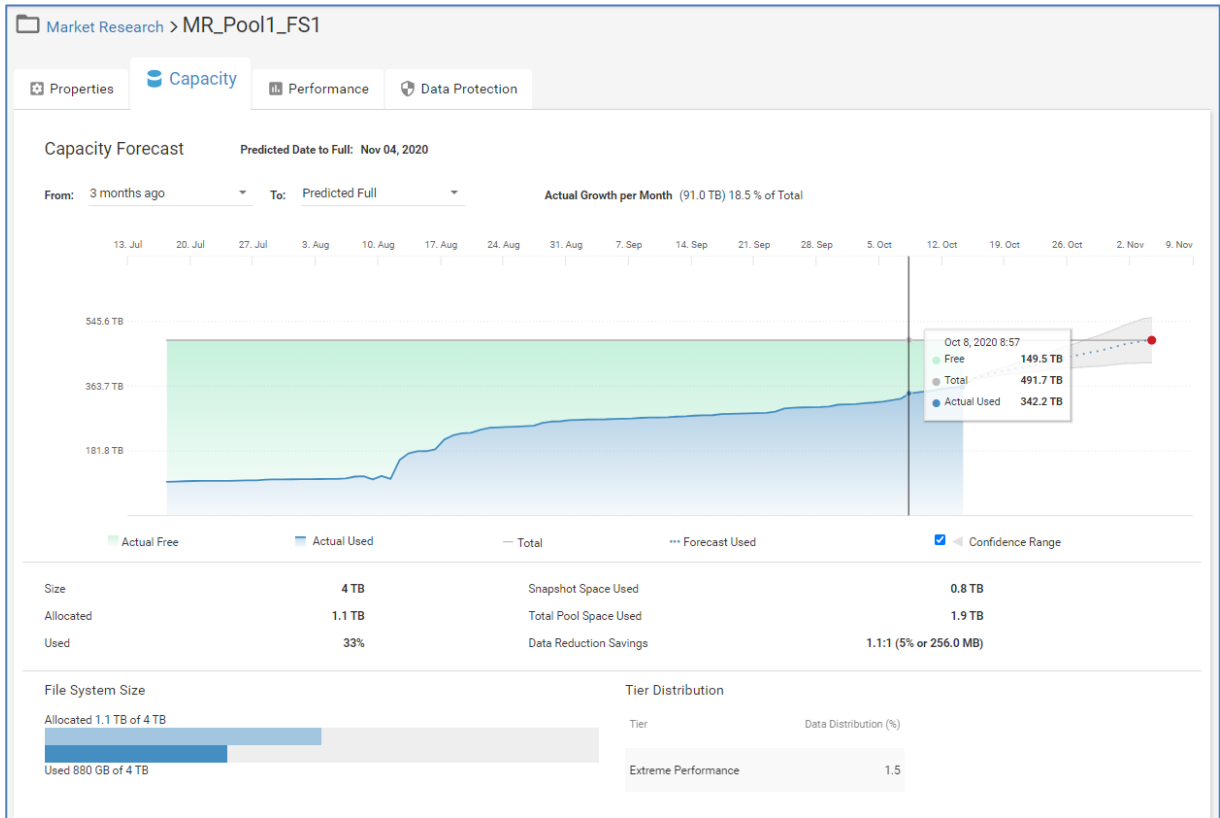 Market Research > MR_Pool1_FS1
Properties Capacity Performance Data Protection
Capacity Forecast Predicted Date to Full: Nov 04, 2020
From: 3 months ago To: Predicted Full Actual Growth per Month (91.0 TB) 18.5 % of Total
13. Jul 20. Jul 27. Jul 3. Aug 10. Aug 17. Aug 24. Aug 31. Aug 7. Sep 14. Sep 21. Sep 28. Sep 5. Oct 12. Oct 19. Oct 26. Oct 2. Nov 9. Nov
545.6 TB
Oct 8, 2020 8:57
Free 149.5 TB
Total 491.7 TB
363.7 TB
Actual Used 342.2 TB
181.8 TB
Actual Free Actual Used Total Forecast Used Confidence Range
Size 4 TB Snapshot Space Used 0.8 TB
Allocated 1.1 TB Total Pool Space Used 1.9 TB
Used 33% Data Reduction Savings 1.1:1 (5% or 256.0 MB)
File System Size Tier Distribution
Allocated 1.1 TB of 4 TB
Tier Data Distribution (%)
Used 880 GB of 4 TB
Extreme Performance 1.5